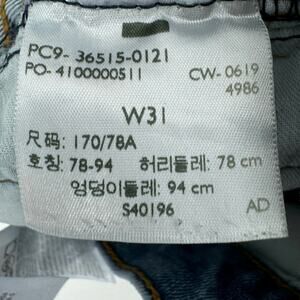 PC9- 36515-0121
PO-4100000511 CW-0619
4986
W31
尺码: 170/78A
호칭: 78-94 허리둘레: 78 cm
엉덩이둘레: 94 cm
S40196 AD